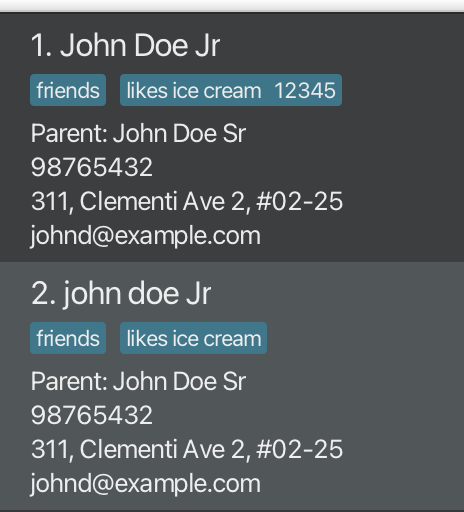 1. John Doe Jr
friends likes ice cream 12345
Parent: John Doe Sr
98765432
311, Clementi Ave 2, #02-25
johnd@example.com
2. john doe Jr
friends likes ice cream
Parent: John Doe Sr
98765432
311, Clementi Ave 2, #02-25
johnd@example.com